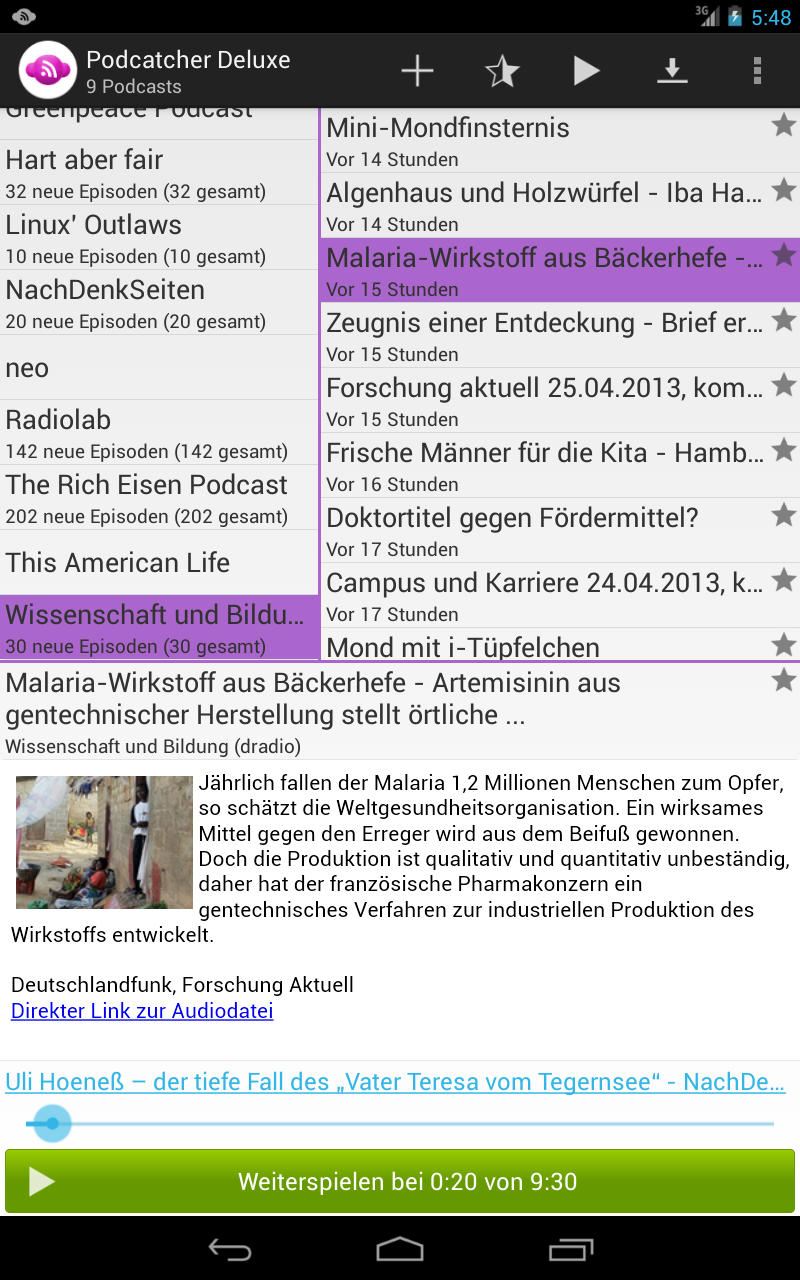 3G
5:48
Podcatcher Deluxe
9 Podcasts
Greenpeace Podcast
Hart aber fair
32 neue Episoden (32 gesamt)
Linux' Outlaws
10 neue Episoden (10 gesamt)
NachDenkSeiten
20 neue Episoden (20 gesamt)
neo
Radiolab
142 neue Episoden (142 gesamt)
The Rich Eisen Podcast
202 neue Episoden (202 gesamt)
This American Life
Wissenschaft und Bildu...
30 neue Episoden (30 gesamt)
Mini-Mondfinsternis
Vor 14 Stunden
Algenhaus und Holzwürfel - Iba Ha...
Vor 14 Stunden
Malaria-Wirkstoff aus Bäckerhefe -...
Vor 15 Stunden
Zeugnis einer Entdeckung - Brief er...
Vor 15 Stunden
Forschung aktuell 25.04.2013, kom...
Vor 15 Stunden
Frische Männer für die Kita - Hamb...
Vor 16 Stunden
Doktortitel gegen Fördermittel?
Vor 17 Stunden
Campus und Karriere 24.04.2013, k...
Vor 17 Stunden
Mond mit i-Tüpfelchen
Malaria-Wirkstoff aus Bäckerhefe - Artemisinin aus
gentechnischer Herstellung stellt örtliche ...
Wissenschaft und Bildung (dradio)
Jährlich fallen der Malaria 1,2 Millionen Menschen zum Opfer,
so schätzt die Weltgesundheitsorganisation. Ein wirksames
Mittel gegen den Erreger wird aus dem Beifuß gewonnen.
Doch die Produktion ist qualitativ und quantitativ unbeständig,
daher hat der französische Pharmakonzern ein
gentechnisches Verfahren zur industriellen Produktion des
Wirkstoffs entwickelt.
Deutschlandfunk, Forschung Aktuell
Direkter Link zur Audiodatei
Uli Hoeneß – der tiefe Fall des „Vater Teresa vom Tegernsee“ - NachDe...
Weiterspielen bei 0:20 von 9:30